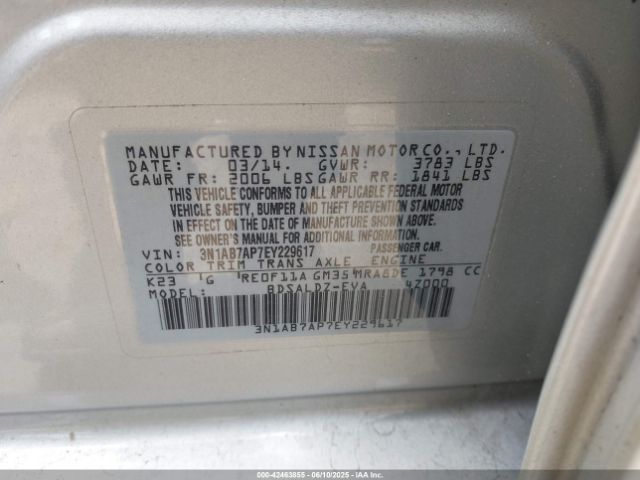 MANUFACTURED BY NISSAN MOTOR CO., LTD.
DATE: 03/14. GVWR: 3783 LBS
GAWR FR: 2006 LBS GAWR RR: 1841 LBS
THIS VEHICLE CONFORMS TO ALL APPLICABLE FEDERAL MOTOR
VEHICLE SAFETY, BUMPER AND THEFT PREVENTION STANDARDS
IN EFFECT ON THE DATE OF MANUFACTURE SHOWN ABOVE.
SEE OWNER'S MANUAL FOR ADDITIONAL INFORMATION.
VIN: 3N1AB7AP7EY229617 PASSENGER CAR.
COLOR TRIM TRANS AXLE ENGINE
K23 G RE0F11A GM35 MRA8DE 1798 CC
MODEL: BDSALDZ-EVA 4Z000
3N1AB7AP7EY229617
000-42463855 - 06/10/2025 - IAAI.COM